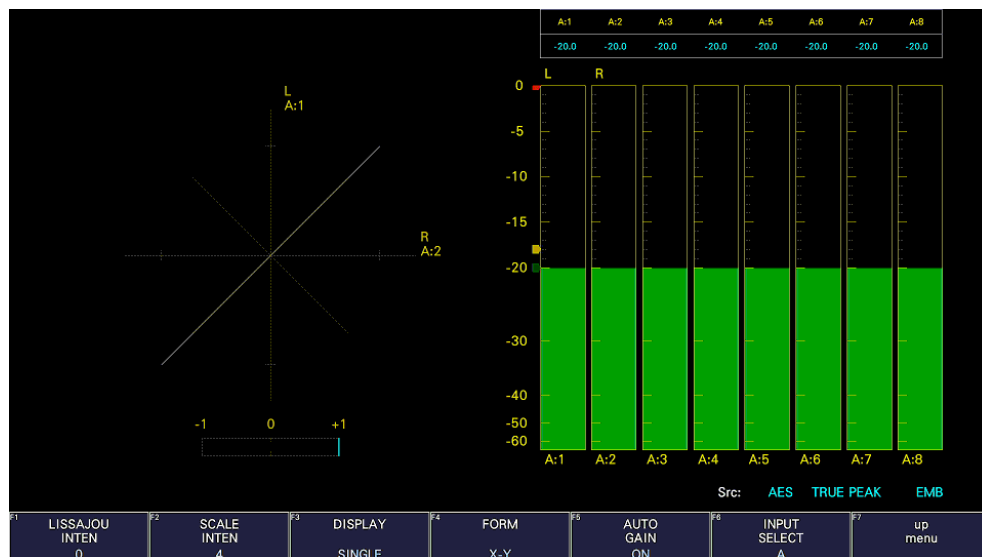 A:1 A:2 A:3 A:4 A:5 A:6 A:7 A:8
-20.0 -20.0 -20.0 -20.0 -20.0 -20.0 -20.0 -20.0
L R
L
A:1
R
A:2
0
-5
-10
-15
-20
-30
-40
-50
-60
-1 0 +1
A:1 A:2 A:3 A:4 A:5 A:6 A:7 A:8
Src: AES TRUE PEAK EMB
F1 LISSAJOU INTEN 0
F2 SCALE INTEN 4
F3 DISPLAY SINGLE
F4 FORM X-Y
F5 AUTO GAIN ON
F6 INPUT SELECT A
F7 up menu